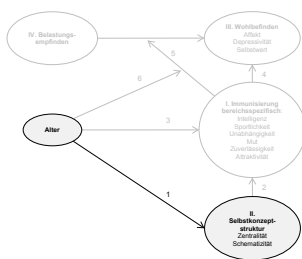 IV. Belastungs-
empfinden
III. Wohlbefinden
Affekt
Depressivität
Selbstwert
5
6
4
I. Immunisierung
bereichsspezifisch
Intelligenz
Sportlichkeit
Unabhängigkeit
Mut
Zuverlässigkeit
Attraktivität
Alter
3
1
2
II.
Selbstkonzept-
struktur
Zentralität
Schematizität